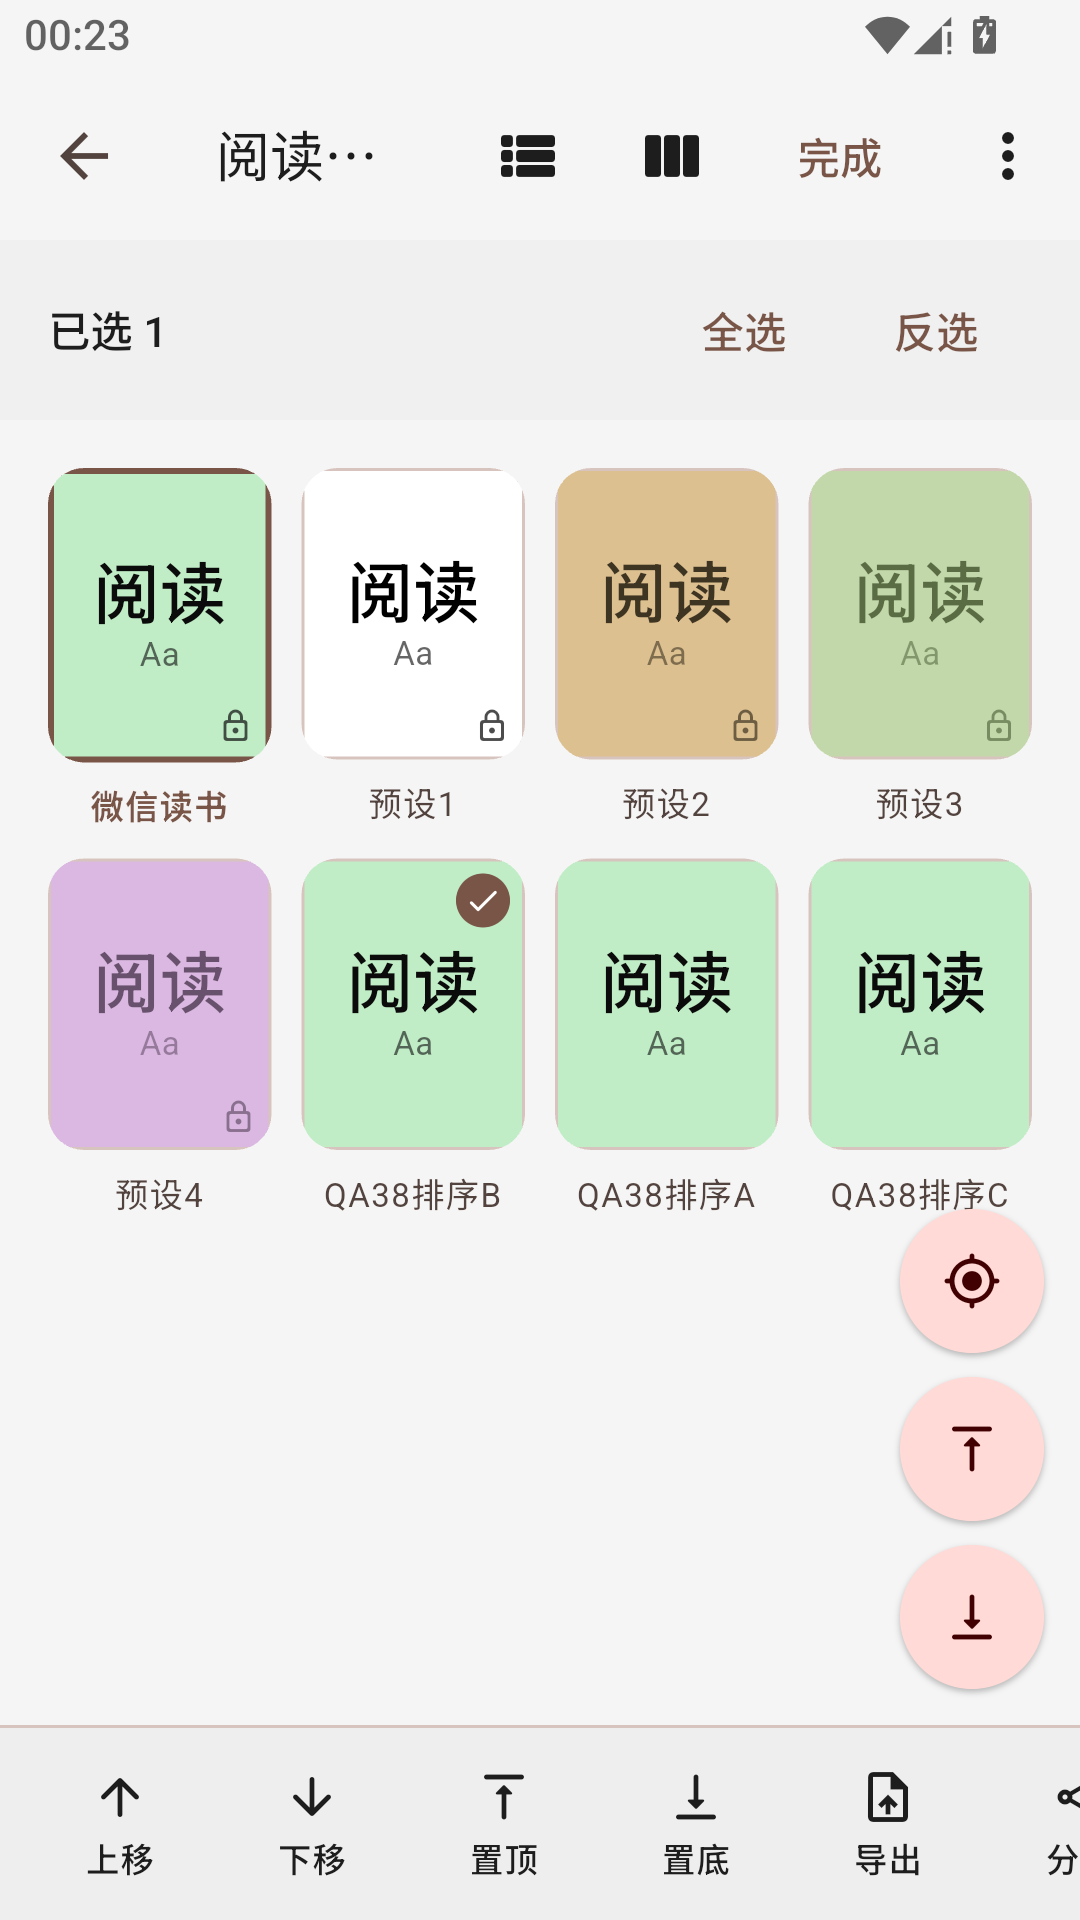 00:23
阅读… 完成
已选 1 全选 反选
阅读 阅读 阅读 阅读
Aa Aa Aa Aa
微信读书 预设1 预设2 预设3
阅读 阅读 阅读 阅读
Aa Aa Aa Aa
预设4 QA38排序B QA38排序A QA38排序C
上移 下移 置顶 置底 导出 分